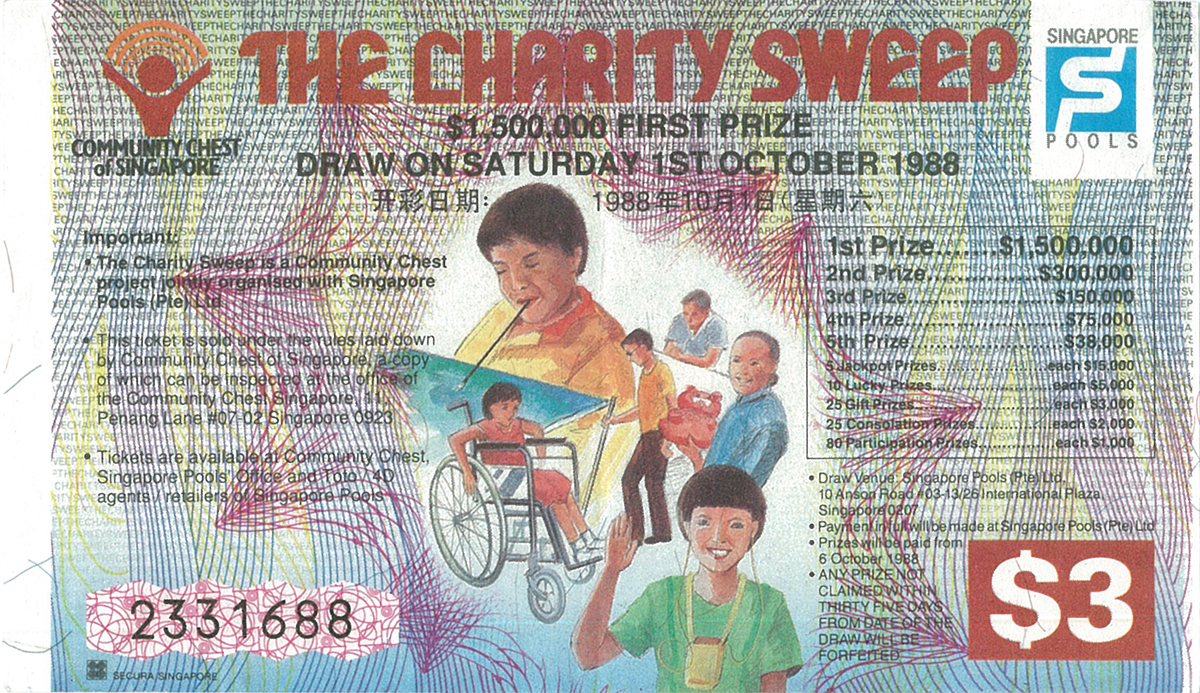 THE CHARITY SWEEP
SINGAPORE
POOLS
COMMUNITY CHEST
of SINGAPORE
$1,500,000 FIRST PRIZE
DRAW ON SATURDAY 1ST OCTOBER 1988
开彩日期: 1988年10月1日(星期六
Important:
• The Charity Sweep is a Community Chest
project jointly organised with Singapore
Pools (Pte) Ltd
• This ticket is sold under the rules laid down
by Community Chest of Singapore, a copy
of which can be inspected at the office of
the Community Chest Singapore, 11,
Penang Lane #07-02 Singapore 0923
• Tickets are available at Community Chest,
Singapore Pools' Office and Toto / 4D
agents / retailers of Singapore Pools
1st Prize........$1,500,000
2nd Prize............$300,000
3rd Prize................$150,000
4th Prize..................$75,000
5th Prize..................$38,000
5 Jackpot Prizes..................each $15,000
10 Lucky Prizes....................each $5,000
25 Gift Prizes........................each $3,000
25 Consolation Prizes............each $2,000
80 Participation Prizes...........each $1,000
• Draw Venue: Singapore Pools (Pte) Ltd.
10 Anson Road #03-13/26 International Plaza,
Singapore 0207
• Payment in full will be made at Singapore Pools (Pte) Ltd
• Prizes will be paid from
6 October 1988
• ANY PRIZE NOT
CLAIMED WITHIN
THIRTY FIVE DAYS
FROM DATE OF THE
DRAW WILL BE
FORFEITED
$3
2331688
SECURA SINGAPORE